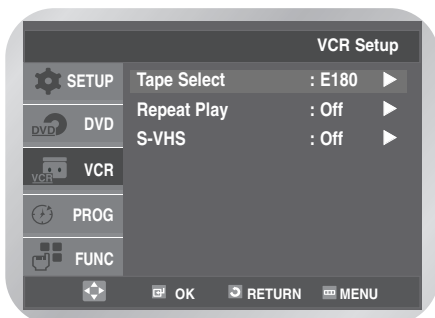 VCR Setup
SETUP
Tape Select : E180 ►
Repeat Play : Off ►
DVD DVD
S-VHS : Off ►
VCR VCR
PROG
FUNC
OK RETURN MENU